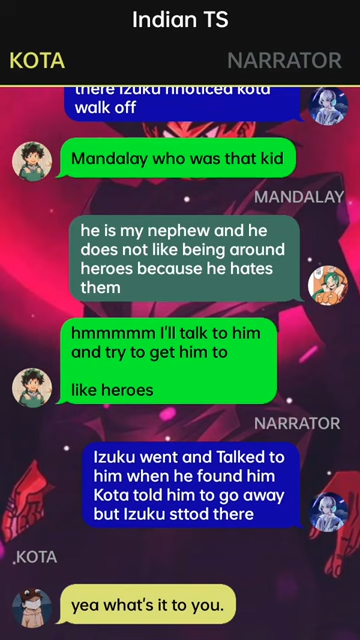 Indian TS
KOTA NARRATOR
there Izuku nnoticed kota
walk off
Mandalay who was that kid
MANDALAY
he is my nephew and he
does not like being around
heroes because he hates
them
hmmmmm I'll talk to him
and try to get him to
like heroes
NARRATOR
Izuku went and Talked to
him when he found him
Kota told him to go away
but Izuku sttod there
KOTA
yea what's it to you.